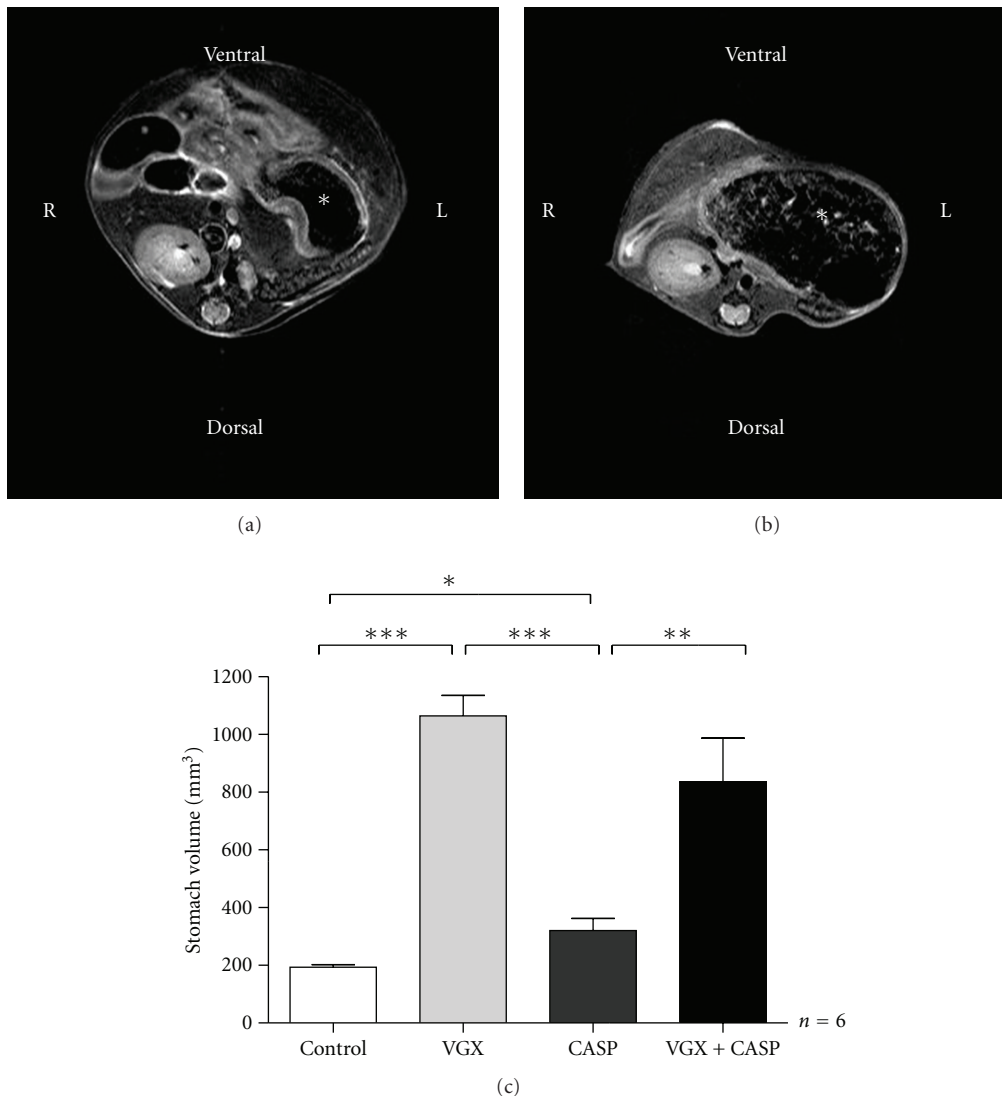 Ventral
Ventral
*
*
R
L
R
L
Dorsal
Dorsal
(a)
(b)
*
***
***
**
1200
1000
800
600
400
200
0
Stomach volume (mm³)
Control
VGX
CASP
VGX + CASP
n = 6
(c)